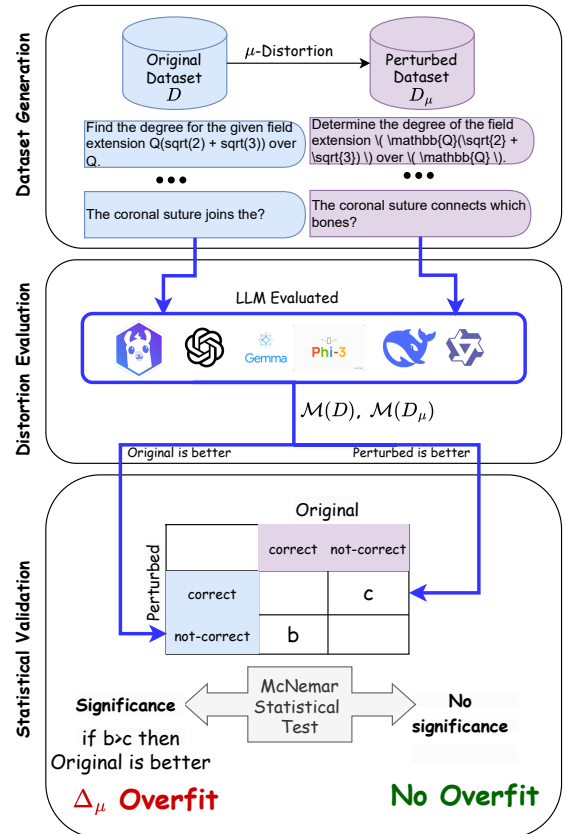 Dataset Generation
Original
Dataset
D
μ-Distortion
Perturbed
Dataset
D_μ
Find the degree for the given field
extension Q(sqrt(2) + sqrt(3)) over
Q.
•••
The coronal suture joins the?
Determine the degree of the field
extension \( \mathbb{Q}(\sqrt{2} +
\sqrt{3}) \) over \( \mathbb{Q} \).
•••
The coronal suture connects which
bones?
Distortion Evaluation
LLM Evaluated
Gemma
Phi-3
M(D), M(D_μ)
Original is better
Perturbed is better
Statistical Validation
Original
Perturbed
correct not-correct
correct c
not-correct b
McNemar
Statistical
Test
Significance
if b>c then
Original is better
Δ_μ Overfit
No
significance
No Overfit